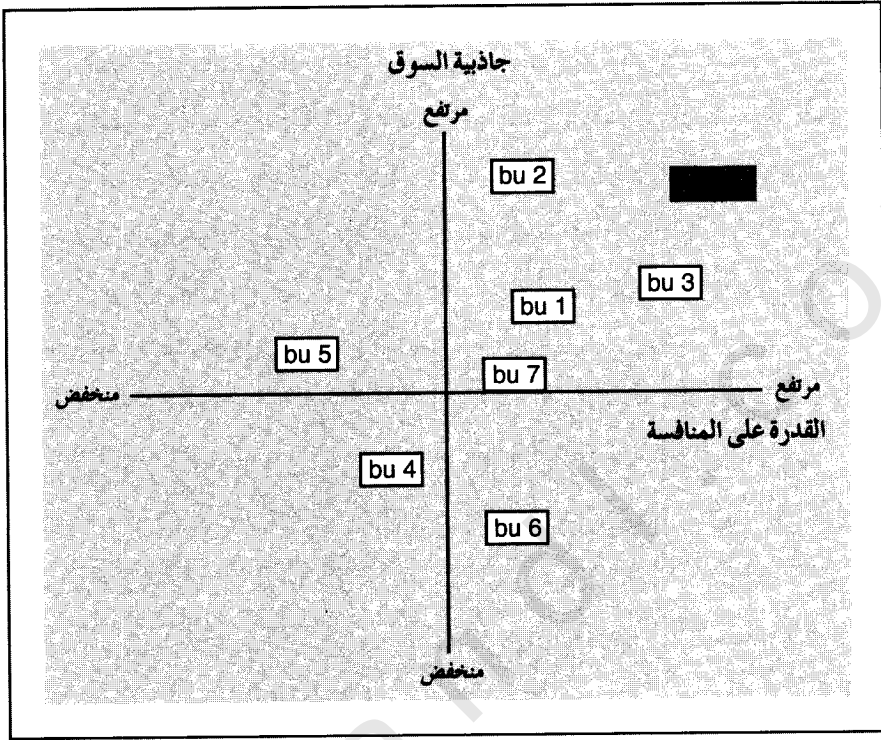 جاذبية السوق
مرتفع
bu 2
bu 3
bu 1
bu 5
bu 7
مرتفع
منخفض
القدرة على المنافسة
bu 4
bu 6
منخفض